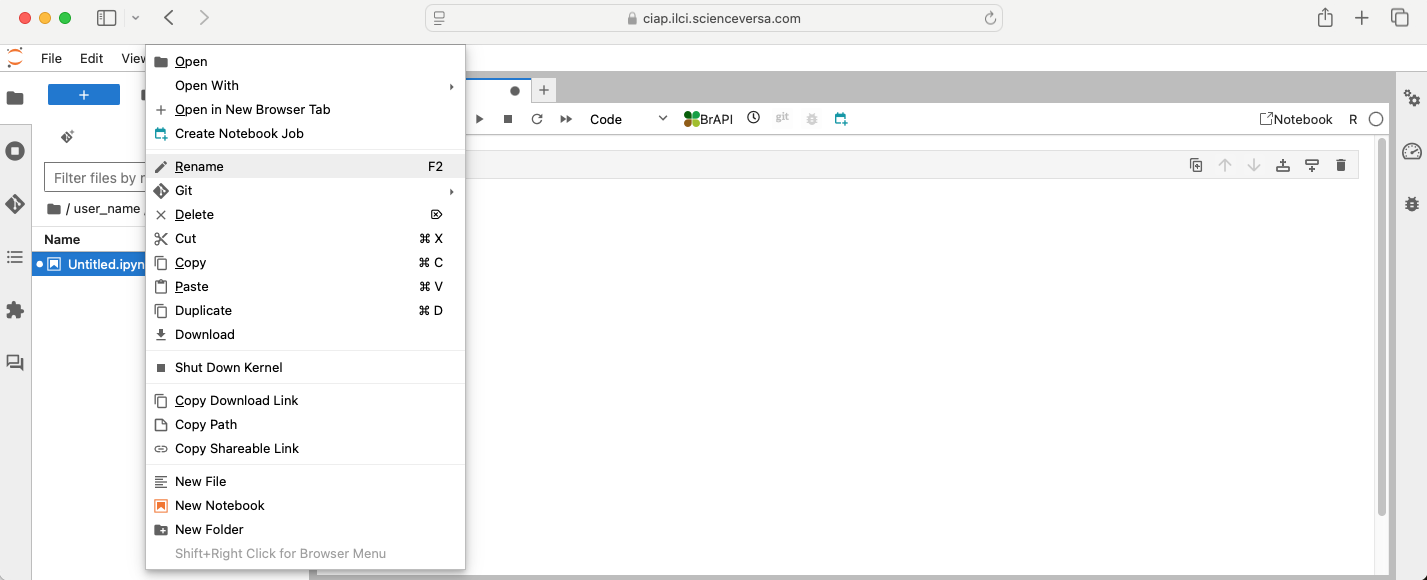 ciap.ilci.scienceversa.com
File Edit View
Open
Open With
Open in New Browser Tab
Create Notebook Job
Code BrAPI git Notebook R
Rename F2
Filter files by n
Git
/ user_name /
Delete
Name
Cut ⌘ X
Untitled.ipyn
Copy ⌘ C
Paste ⌘ V
Duplicate ⌘ D
Download
Shut Down Kernel
Copy Download Link
Copy Path
Copy Shareable Link
New File
New Notebook
New Folder
Shift+Right Click for Browser Menu